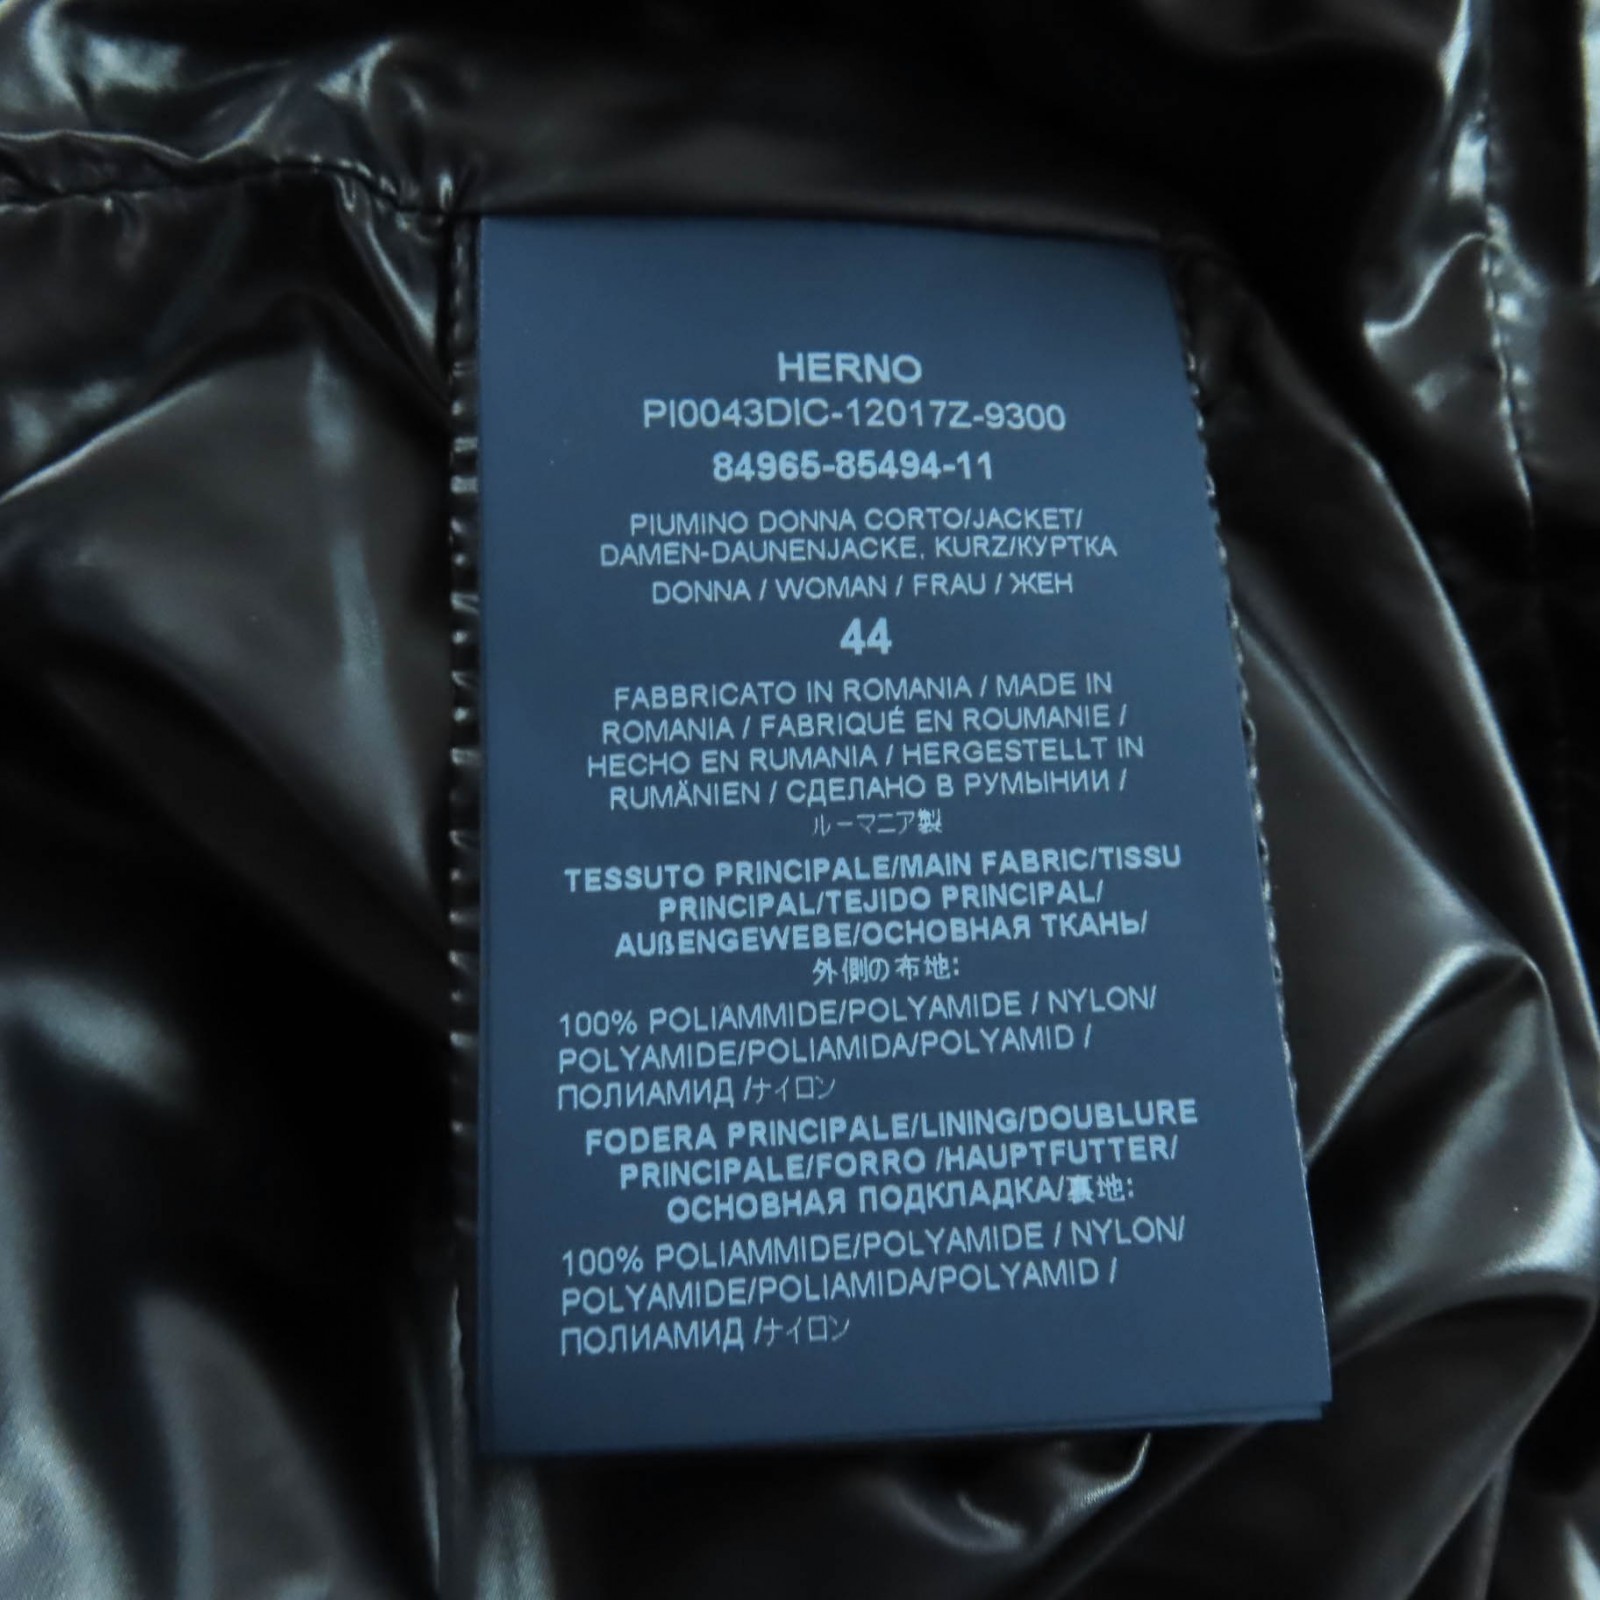 HERNO
PI0043DIC-12017Z-9300
84965-85494-11
PIUMINO DONNA CORTO/JACKET/
DAMEN-DAUNENJACKE, KURZ/КУРТКА
DONNA / WOMAN / FRAU / ЖЕН
44
FABBRICATO IN ROMANIA / MADE IN
ROMANIA / FABRIQUÉ EN ROUMANIE /
HECHO EN RUMANIA / HERGESTELLT IN
RUMÄNIEN / СДЕЛАНО В РУМЫНИИ /
ルーマニア製
TESSUTO PRINCIPALE/MAIN FABRIC/TISSU
PRINCIPAL/TEJIDO PRINCIPAL/
AUßENGEWEBE/ОСНОВНАЯ ТКАНЬ/
外側の布地:
100% POLIAMMIDE/POLYAMIDE / NYLON/
POLYAMIDE/POLIAMIDA/POLYAMID /
ПОЛИАМИД /ナイロン
FODERA PRINCIPALE/LINING/DOUBLURE
PRINCIPALE/FORRO /HAUPTFUTTER/
ОСНОВНАЯ ПОДКЛАДКА/裏地:
100% POLIAMMIDE/POLYAMIDE / NYLON/
POLYAMIDE/POLIAMIDA/POLYAMID /
ПОЛИАМИД /ナイロン